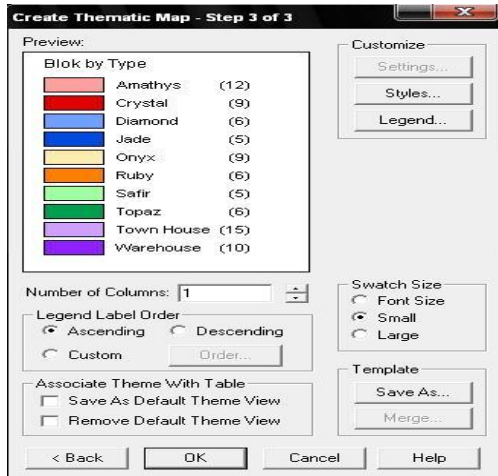 Create Thematic Map - Step 3 of 3
Preview:
Blok by Type
Amathys (12)
Crystal (9)
Diamond (6)
Jade (5)
Onyx (9)
Ruby (6)
Safir (5)
Topaz (6)
Town House (15)
Warehouse (10)
Customize
Settings...
Styles...
Legend...
Number of Columns: 1
Legend Label Order
Ascending Descending
Custom Order...
Swatch Size
Font Size
Small
Large
Associate Theme With Table
Save As Default Theme View
Remove Default Theme View
Template
Save As...
Merge...
< Back OK Cancel Help